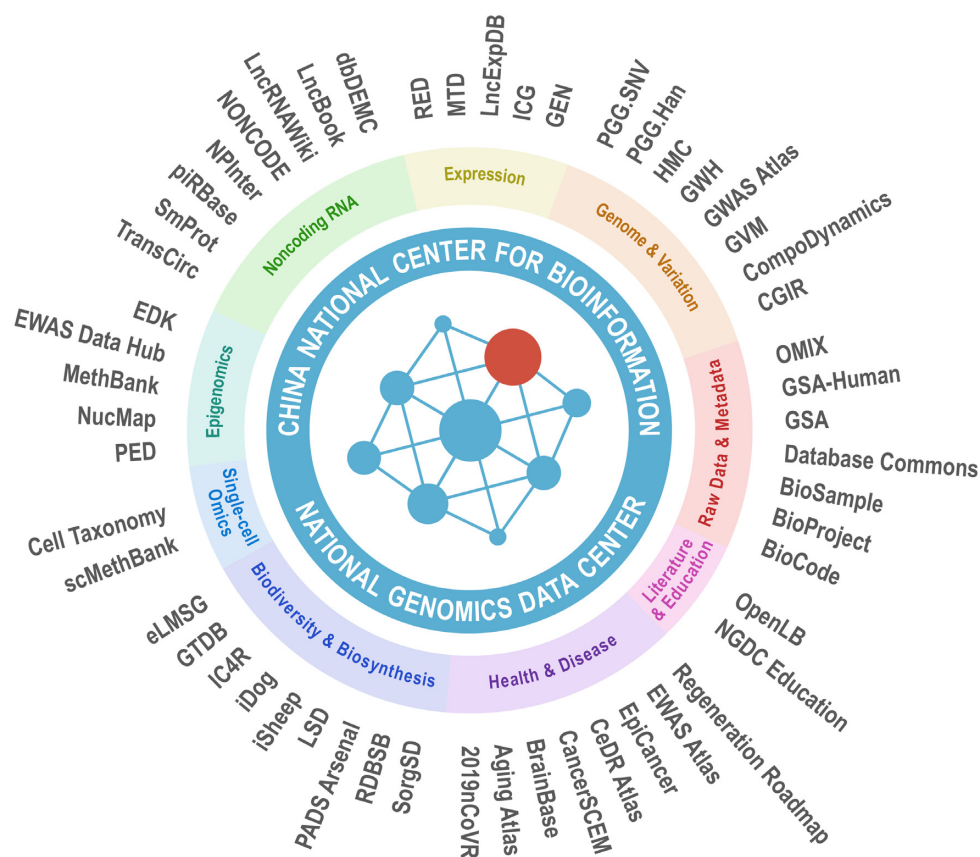 CHINA NATIONAL CENTER FOR BIOINFORMATION
NATIONAL GENOMICS DATA CENTER
Expression
RED
MTD
LncExpDB
ICG
GEN
Genome & Variation
PGG.SNV
PGG.Han
HMC
GWH
GWAS Atlas
GVM
CompoDynamics
CGIR
Raw Data & Metadata
OMIX
GSA-Human
GSA
Database Commons
BioSample
BioProject
BioCode
Literature
& Education
OpenLB
NGDC Education
Health & Disease
Regeneration Roadmap
EWAS Atlas
EpiCancer
CeDR Atlas
CancerSCEM
BrainBase
Aging Atlas
2019nCoVR
Biodiversity & Biosynthesis
SorgSD
RDBSB
PADS Arsenal
LSD
iSheep
iDog
IC4R
GTDB
eLMSG
Single-cell
Omics
scMethBank
Cell Taxonomy
Epigenomics
PED
NucMap
MethBank
EWAS Data Hub
EDK
Noncoding RNA
TransCirc
SmProt
piRBase
NPInter
NONCODE
LncRNAWiki
LncBook
dbDEMC